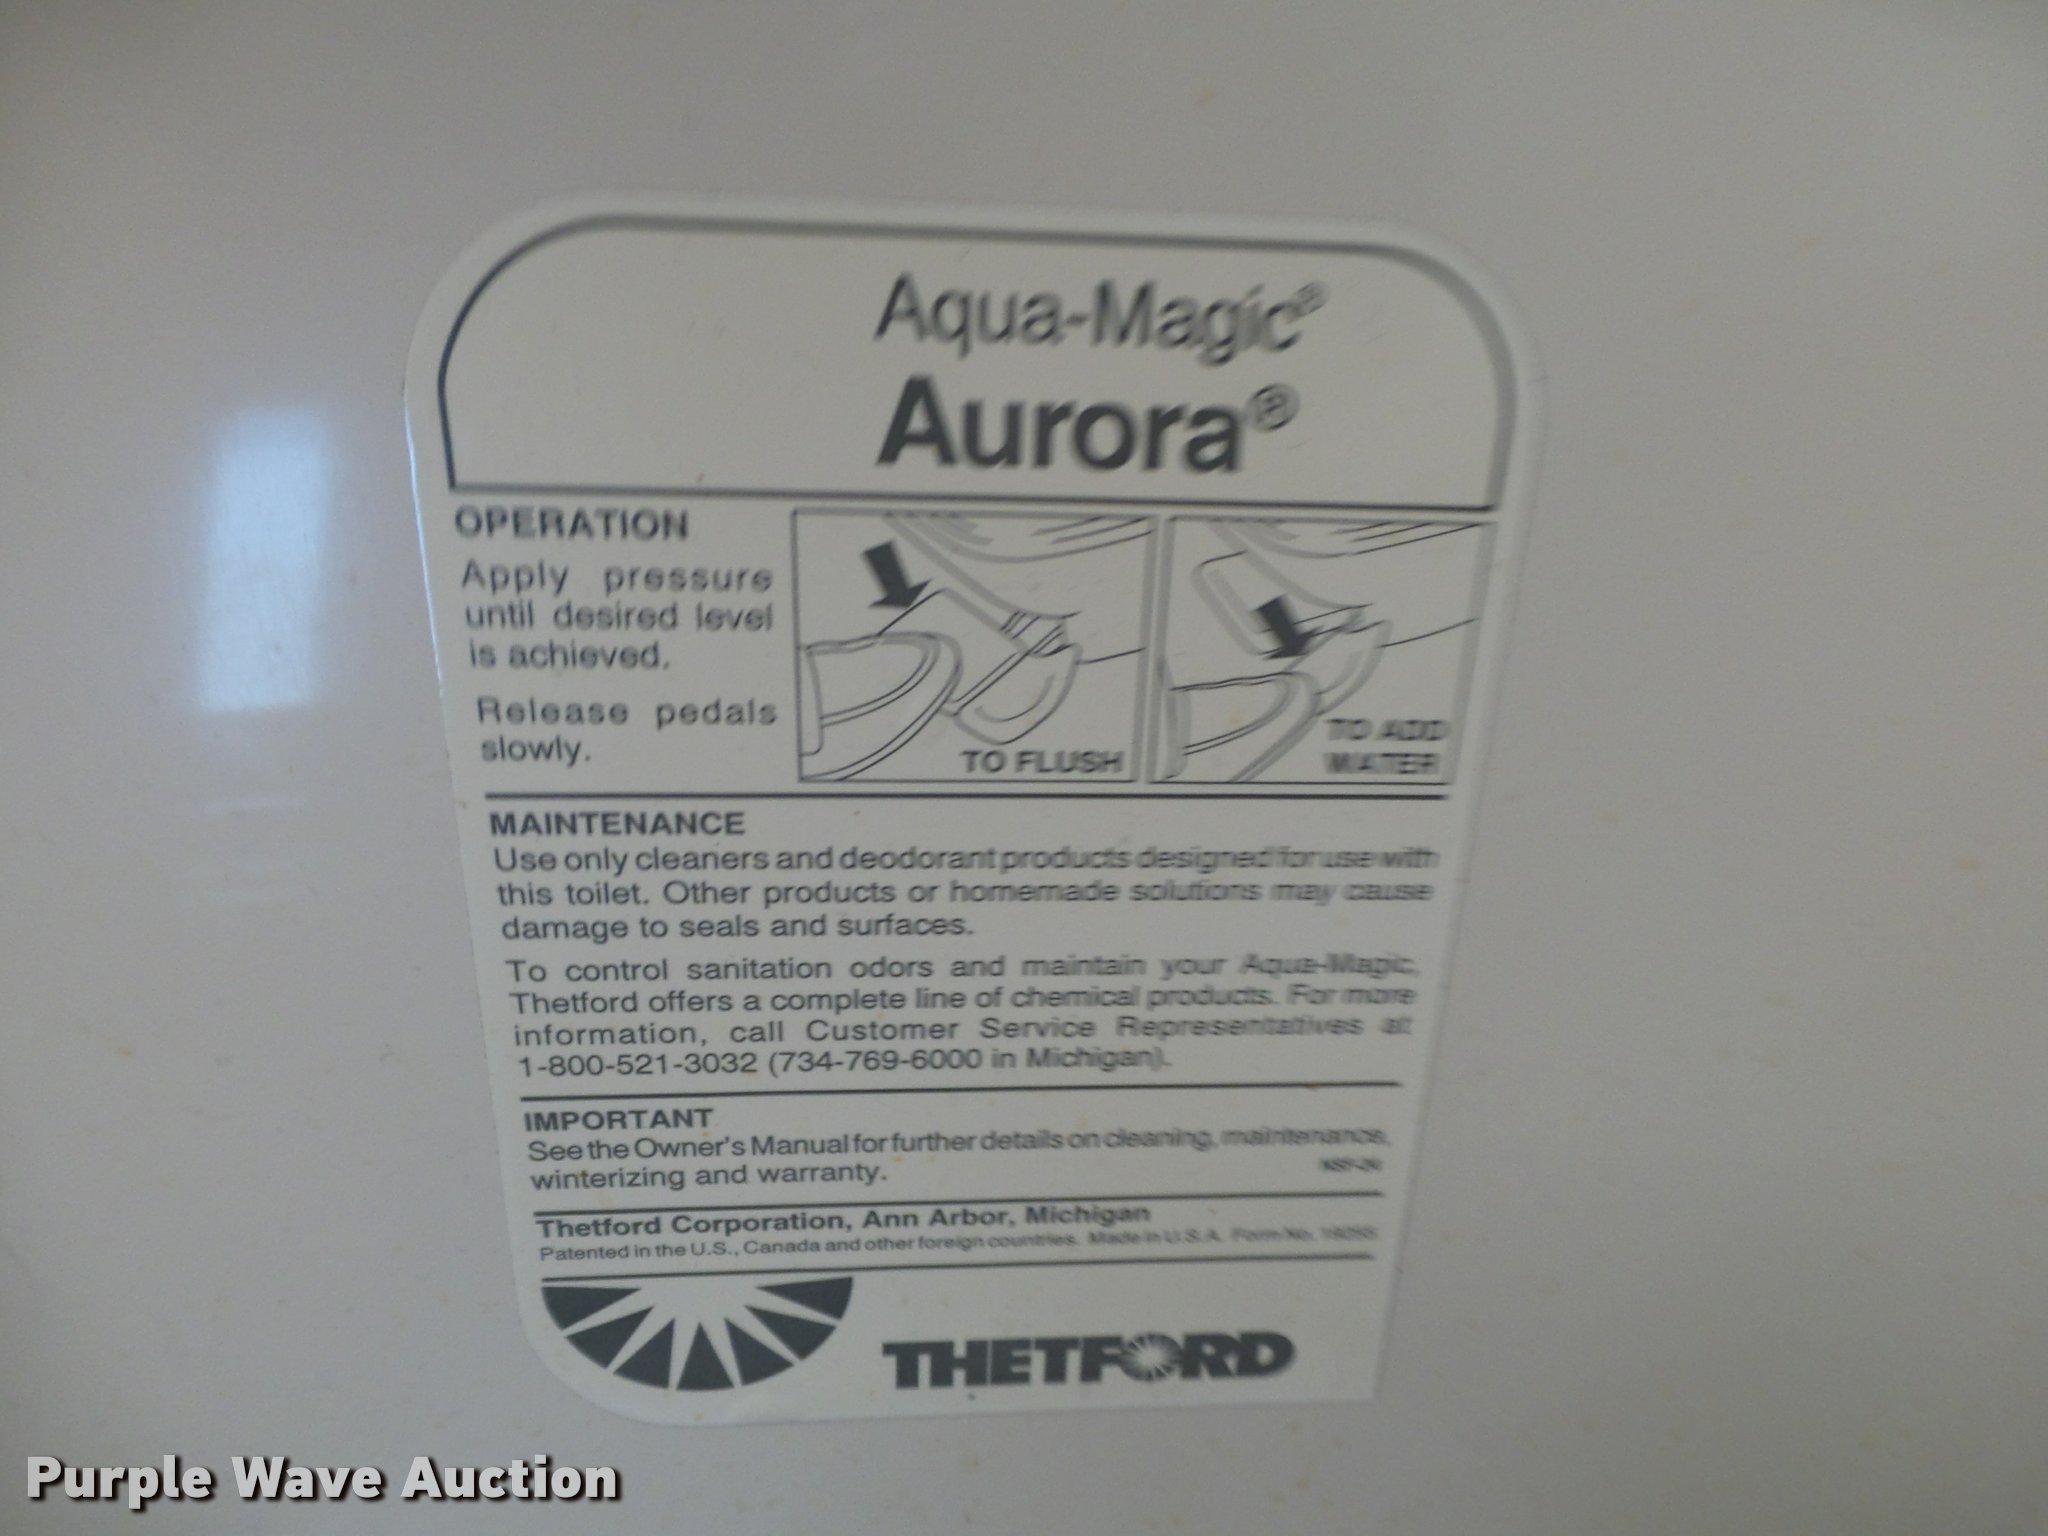 Aqua-Magic®
Aurora®
OPERATION
Apply pressure
until desired level
is achieved.
Release pedals
slowly.
TO FLUSH
TO ADD
WATER
MAINTENANCE
Use only cleaners and deodorant products designed for use with
this toilet. Other products or homemade solutions may cause
damage to seals and surfaces.
To control sanitation odors and maintain your Aqua-Magic,
Thetford offers a complete line of chemical products. For more
information, call Customer Service Representatives at
1-800-521-3032 (734-769-6000 in Michigan).
IMPORTANT
See the Owner's Manual for further details on cleaning, maintenance,
winterizing and warranty.
Thetford Corporation, Ann Arbor, Michigan
Patented in the U.S., Canada and other foreign countries. Made in U.S.A. Form No.
THETFORD
Purple Wave Auction